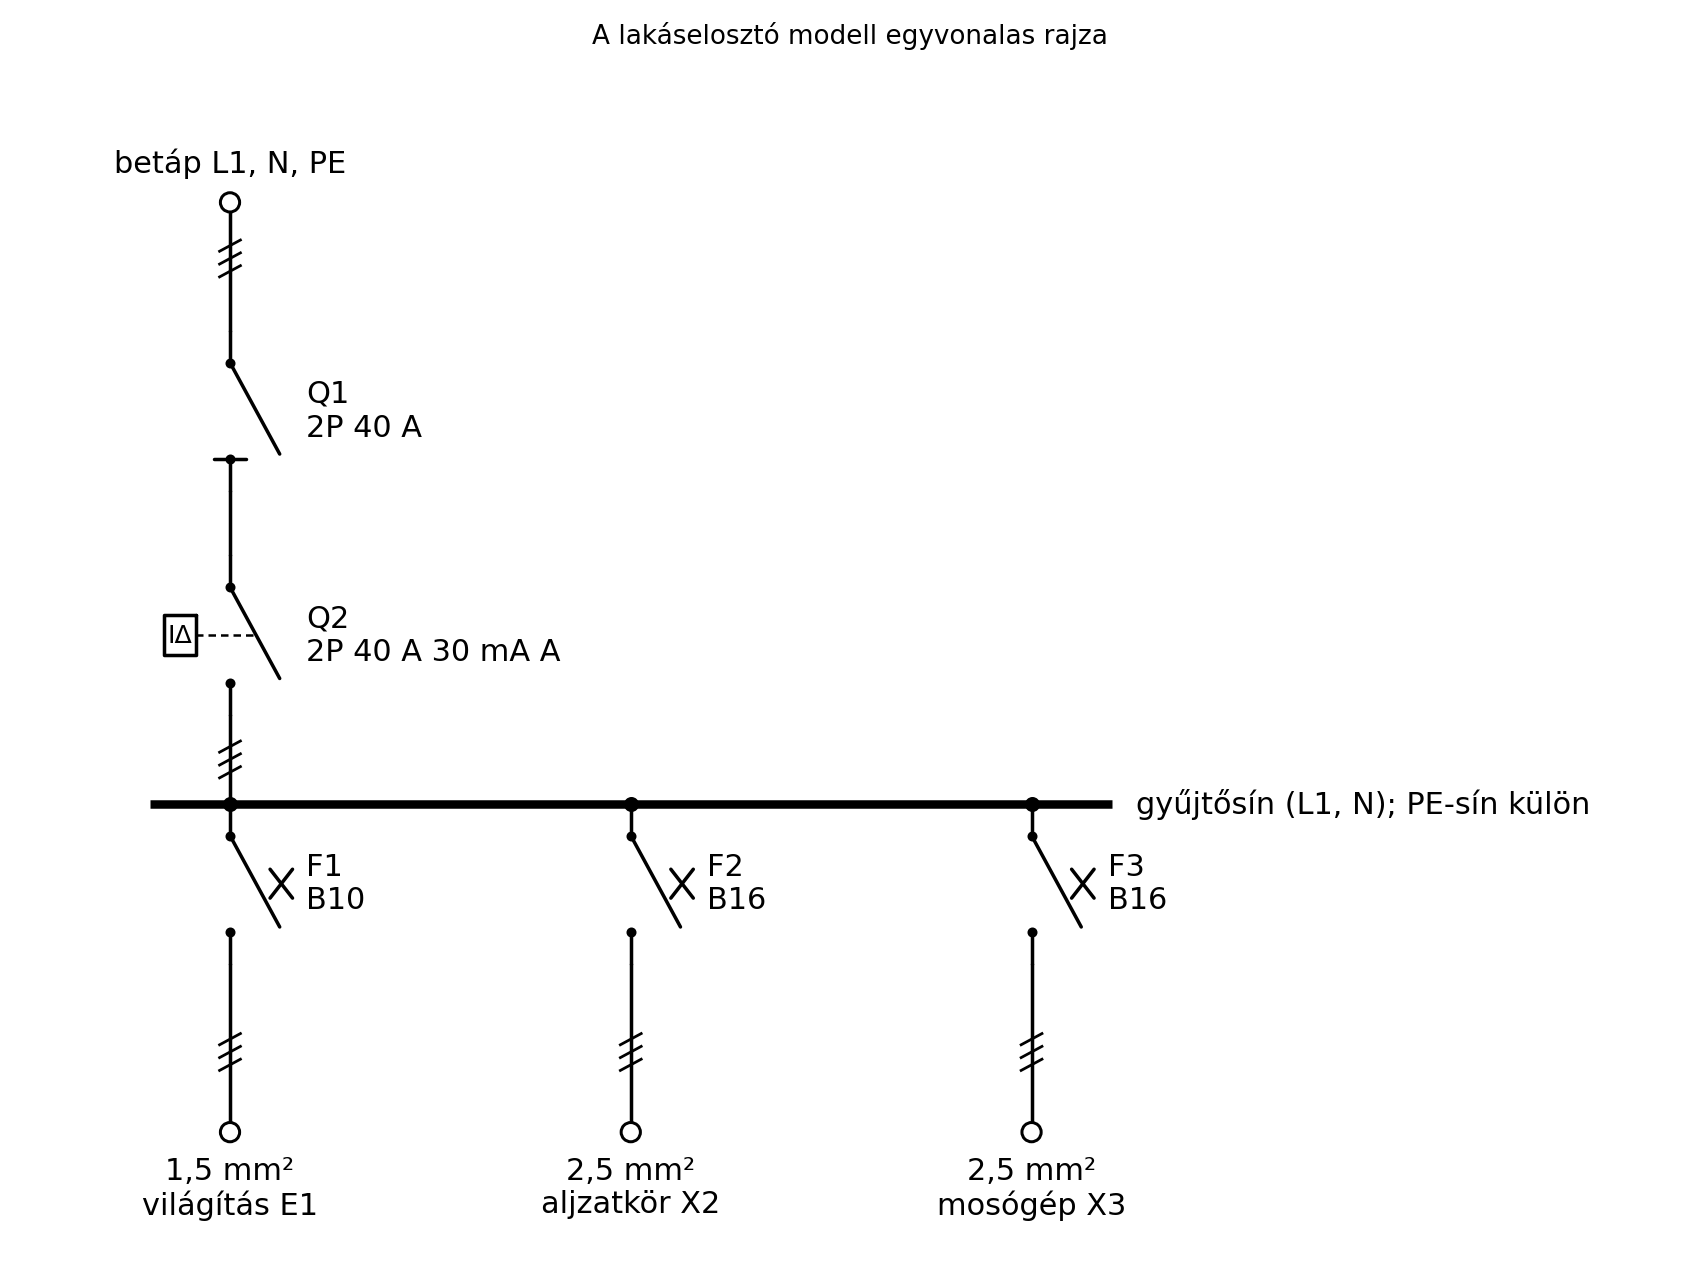 A lakáselosztó modell egyvonalas rajza
betáp L1, N, PE
Q1
2P 40 A
IΔ
Q2
2P 40 A 30 mA A
gyűjtősín (L1, N); PE-sín külön
F1
B10
F2
B16
F3
B16
1,5 mm²
világítás E1
2,5 mm²
aljzatkör X2
2,5 mm²
mosógép X3